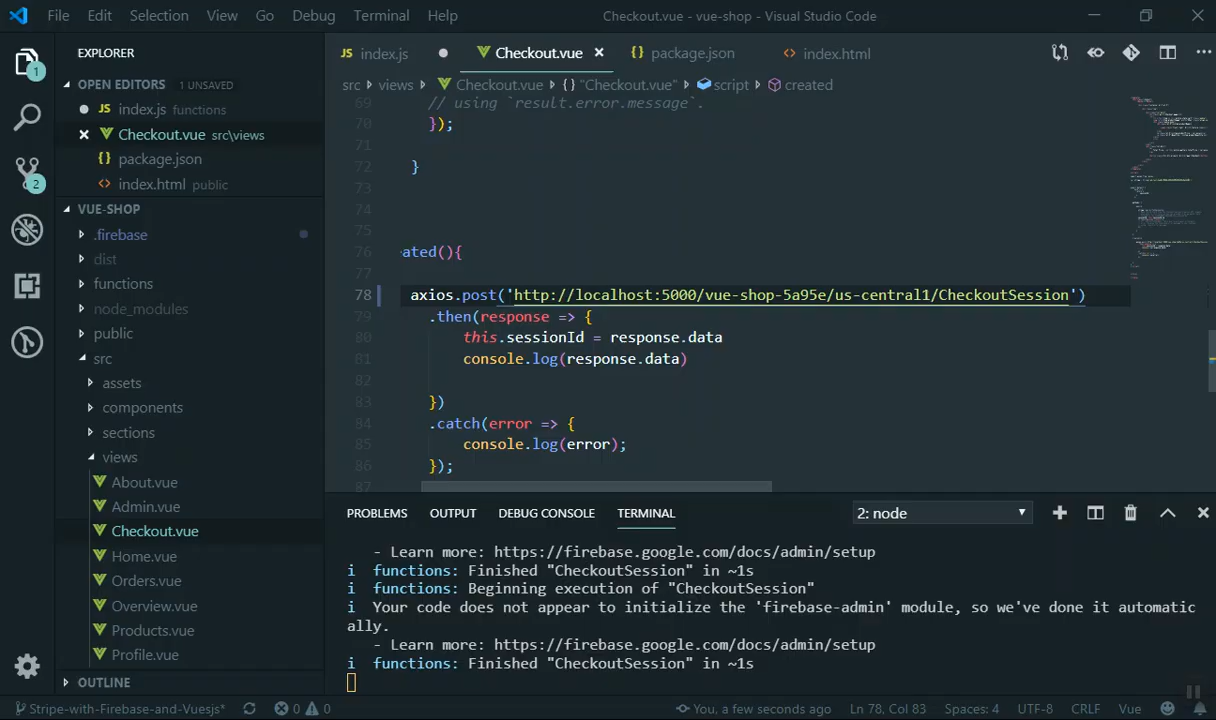 File Edit Selection View Go Debug Terminal Help Checkout.vue - vue-shop - Visual Studio Code
EXPLORER
1
2
OPEN EDITORS 1 UNSAVED
JS index.js functions
Checkout.vue src\views
{} package.json
<> index.html public
VUE-SHOP
.firebase
dist
functions
node_modules
public
src
assets
components
sections
views
About.vue
Admin.vue
Checkout.vue
Home.vue
Orders.vue
Overview.vue
Products.vue
Profile.vue
OUTLINE
JS index.js Checkout.vue {} package.json <> index.html
src views Checkout.vue {} "Checkout.vue" script created
69 // using `result.error.message`.
70 });
71
72 }
73
74
75
76 ated(){
77
78 axios.post('http://localhost:5000/vue-shop-5a95e/us-central1/CheckoutSession')
79 .then(response => {
80 this.sessionId = response.data
81 console.log(response.data)
82
83 })
84 .catch(error => {
85 console.log(error);
86 });
87
PROBLEMS OUTPUT DEBUG CONSOLE TERMINAL 2: node
- Learn more: https://firebase.google.com/docs/admin/setup
i functions: Finished "CheckoutSession" in ~1s
i functions: Beginning execution of "CheckoutSession"
i Your code does not appear to initialize the 'firebase-admin' module, so we've done it automatic
ally.
- Learn more: https://firebase.google.com/docs/admin/setup
i functions: Finished "CheckoutSession" in ~1s
Stripe-with-Firebase-and-Vuesjs* 0 0 You, a few seconds ago Ln 78, Col 83 Spaces: 4 UTF-8 CRLF Vue